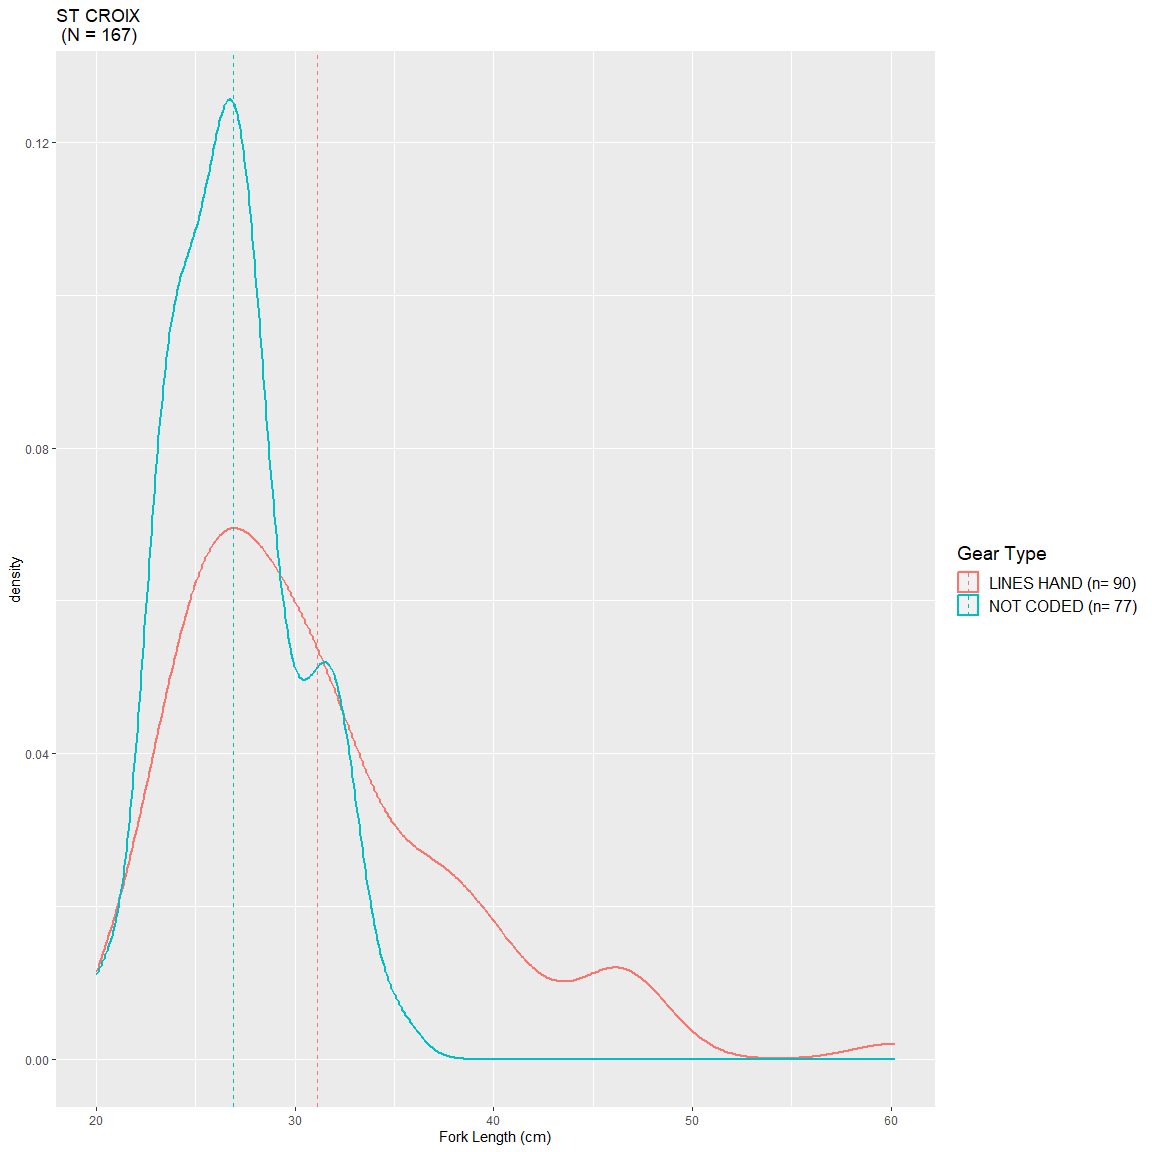 ST CROIX
(N = 167)
0.12
0.08
0.04
0.00
density
20
30
40
50
60
Fork Length (cm)
Gear Type
LINES HAND (n= 90)
NOT CODED (n= 77)